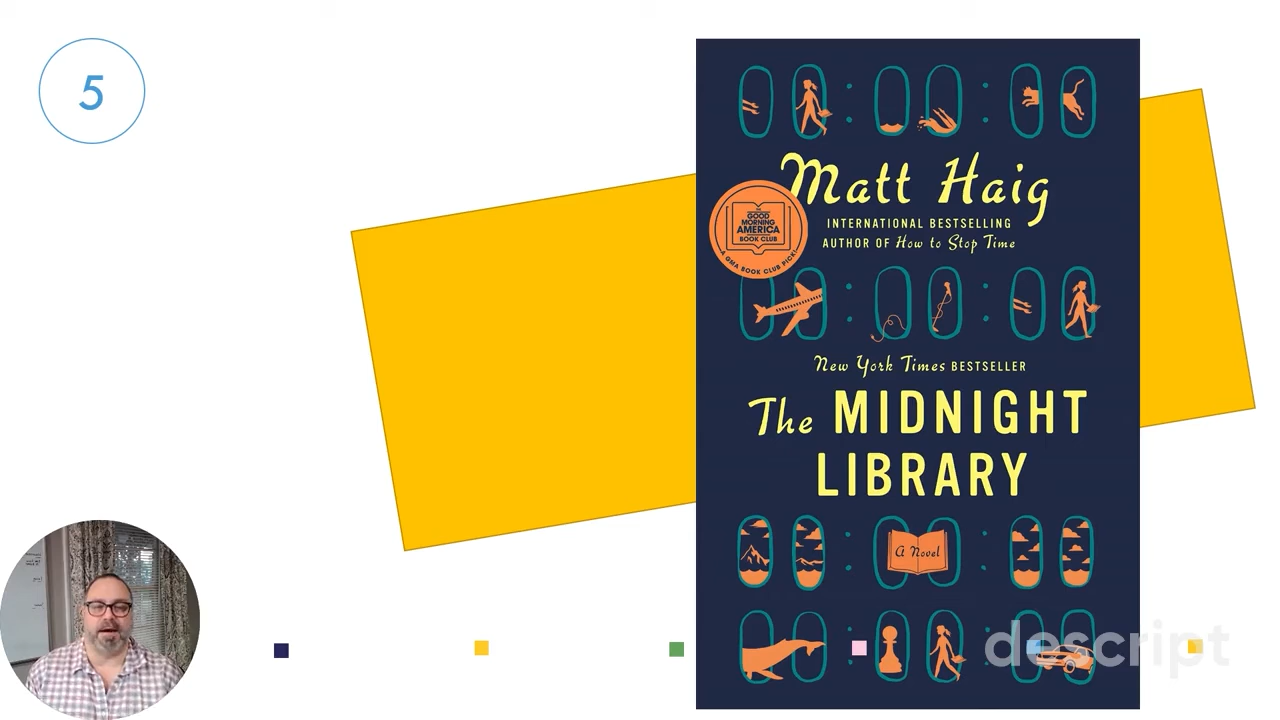 5
Matt Haig
INTERNATIONAL BESTSELLING
AUTHOR OF How to Stop Time
GOOD
MORNING
AMERICA
BOOK CLUB
A GMA BOOK CLUB PICK
New York Times BESTSELLER
The MIDNIGHT
LIBRARY
A Novel
descript